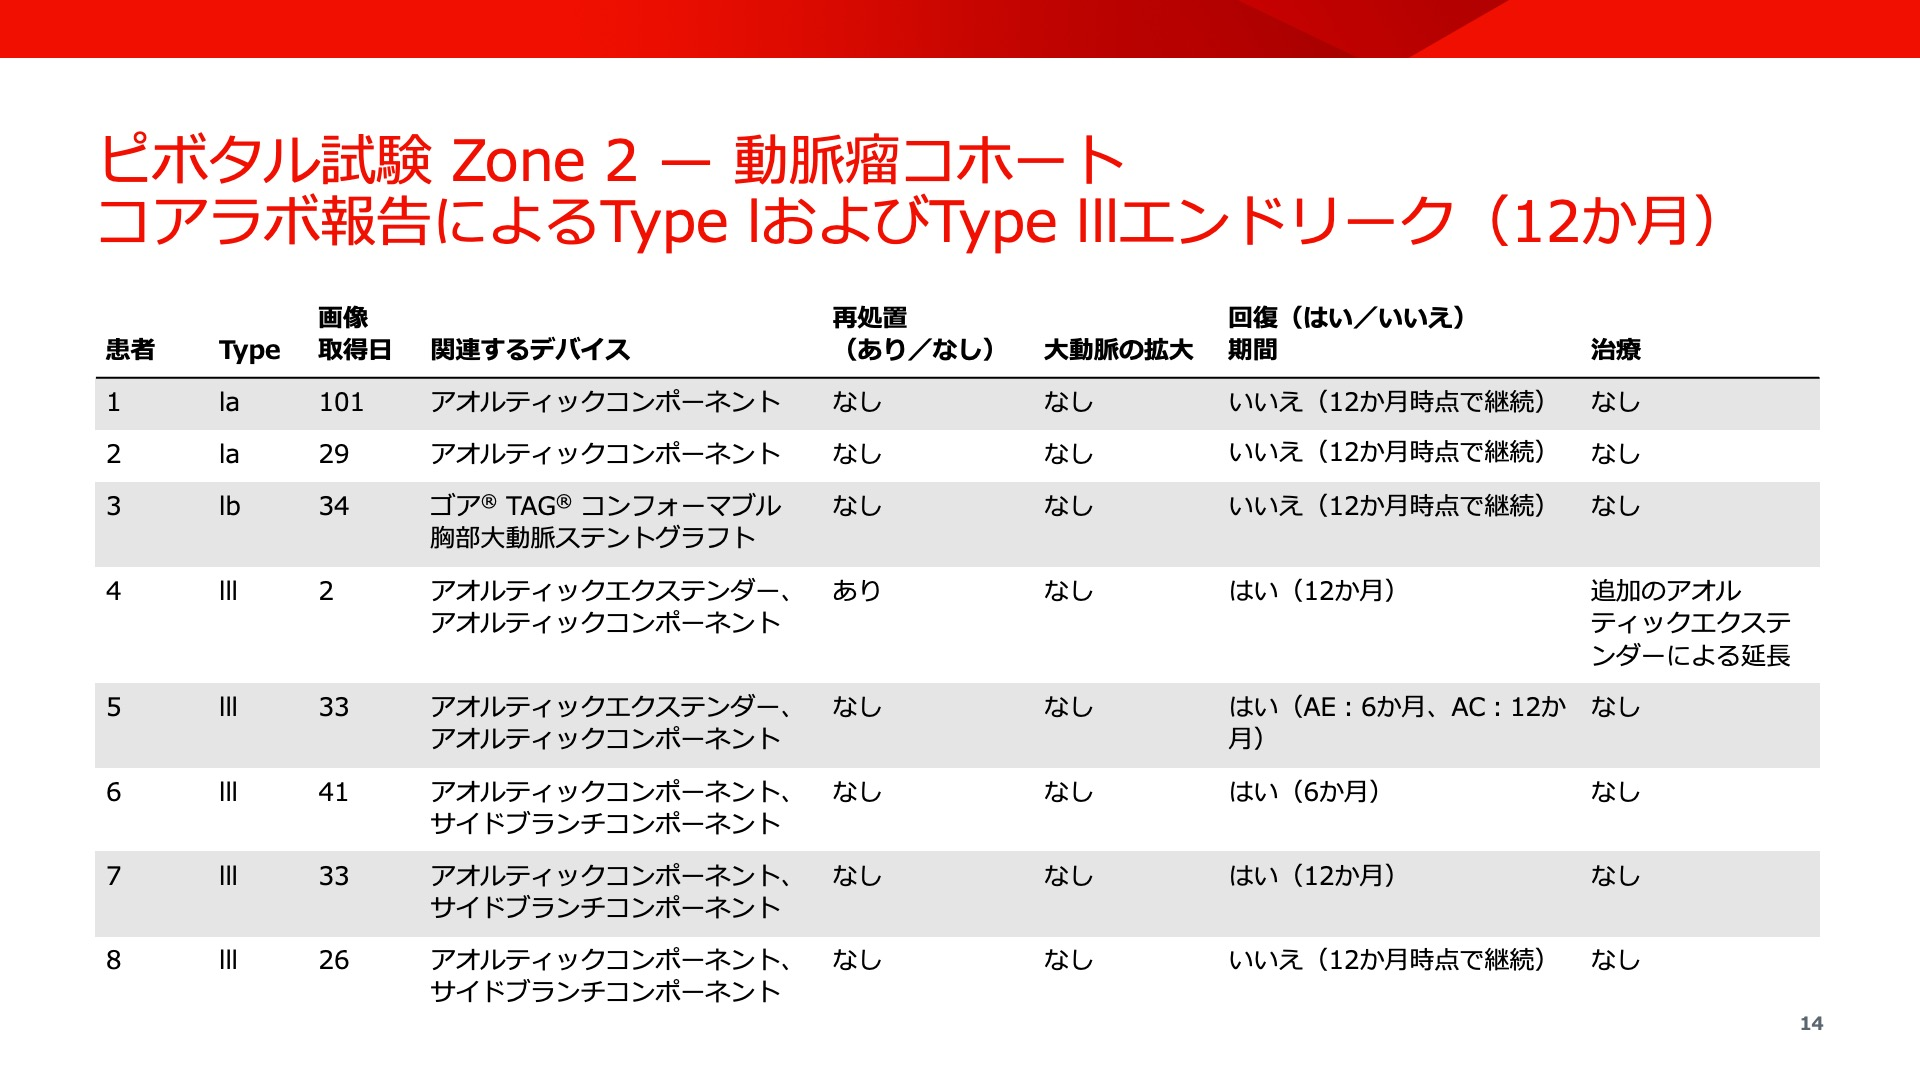 ピボタル試験 Zone 2 ー 動脈瘤コホート
コアラボ報告によるType IおよびType IIIエンドリーク（12か月）
患者 Type 画像取得日 関連するデバイス 再処置（あり／なし） 大動脈の拡大 回復（はい／いいえ）期間 治療
1 Ia 101 アオルティックコンポーネント なし なし いいえ（12か月時点で継続） なし
2 Ia 29 アオルティックコンポーネント なし なし いいえ（12か月時点で継続） なし
3 Ib 34 ゴア® TAG® コンフォーマブル胸部大動脈ステントグラフト なし なし いいえ（12か月時点で継続） なし
4 III 2 アオルティックエクステンダー、アオルティックコンポーネント あり なし はい（12か月） 追加のアオルティックエクステンダーによる延長
5 III 33 アオルティックエクステンダー、アオルティックコンポーネント なし なし はい（AE：6か月、AC：12か月） なし
6 III 41 アオルティックコンポーネント、サイドブランチコンポーネント なし なし はい（6か月） なし
7 III 33 アオルティックコンポーネント、サイドブランチコンポーネント なし なし はい（12か月） なし
8 III 26 アオルティックコンポーネント、サイドブランチコンポーネント なし なし いいえ（12か月時点で継続） なし
14